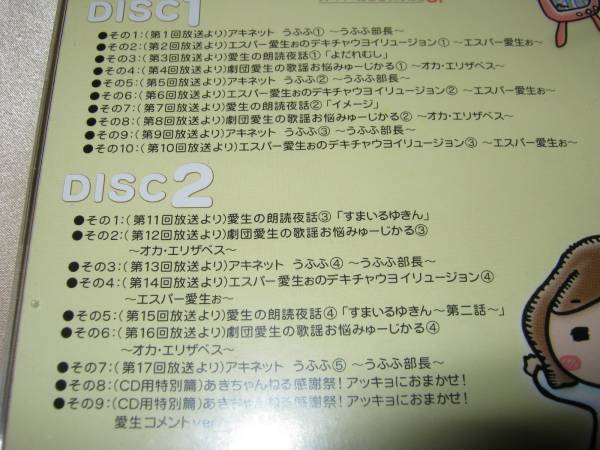 DISC1
●その1:(第1回放送より)アキネット うふふ① ～うふふ部長～
●その2:(第2回放送より)エスパー愛生ぉのデキチャウヨイリュージョン① ～エスパー愛生ぉ～
●その3:(第3回放送より)愛生の朗読夜話①「よだれむし」
●その4:(第4回放送より)劇団愛生の歌謡お悩みゅーじかる① ～オカ・エリザベス～
●その5:(第5回放送より)アキネット うふふ② ～うふふ部長～
●その6:(第6回放送より)エスパー愛生ぉのデキチャウヨイリュージョン② ～エスパー愛生ぉ～
●その7:(第7回放送より)愛生の朗読夜話②「イメージ」
●その8:(第8回放送より)劇団愛生の歌謡お悩みゅーじかる② ～オカ・エリザベス～
●その9:(第9回放送より)アキネット うふふ③ ～うふふ部長～
●その10:(第10回放送より)エスパー愛生ぉのデキチャウヨイリュージョン③ ～エスパー愛生ぉ～
DISC2
●その1:(第11回放送より)愛生の朗読夜話③「すまいるゆきん」
●その2:(第12回放送より)劇団愛生の歌謡お悩みゅーじかる③
～オカ・エリザベス～
●その3:(第13回放送より)アキネット うふふ④ ～うふふ部長～
●その4:(第14回放送より)エスパー愛生ぉのデキチャウヨイリュージョン④
～エスパー愛生ぉ～
●その5:(第15回放送より)愛生の朗読夜話④「すまいるゆきん～第二話～」
●その6:(第16回放送より)劇団愛生の歌謡お悩みゅーじかる④
～オカ・エリザベス～
●その7:(第17回放送より)アキネット うふふ⑤ ～うふふ部長～
●その8:(CD用特別篇)あきちゃんねる感謝祭!アッキョにおまかせ!
●その9:(CD用特別篇)あきちゃんねる感謝祭!アッキョにおまかせ!
愛生コメントver